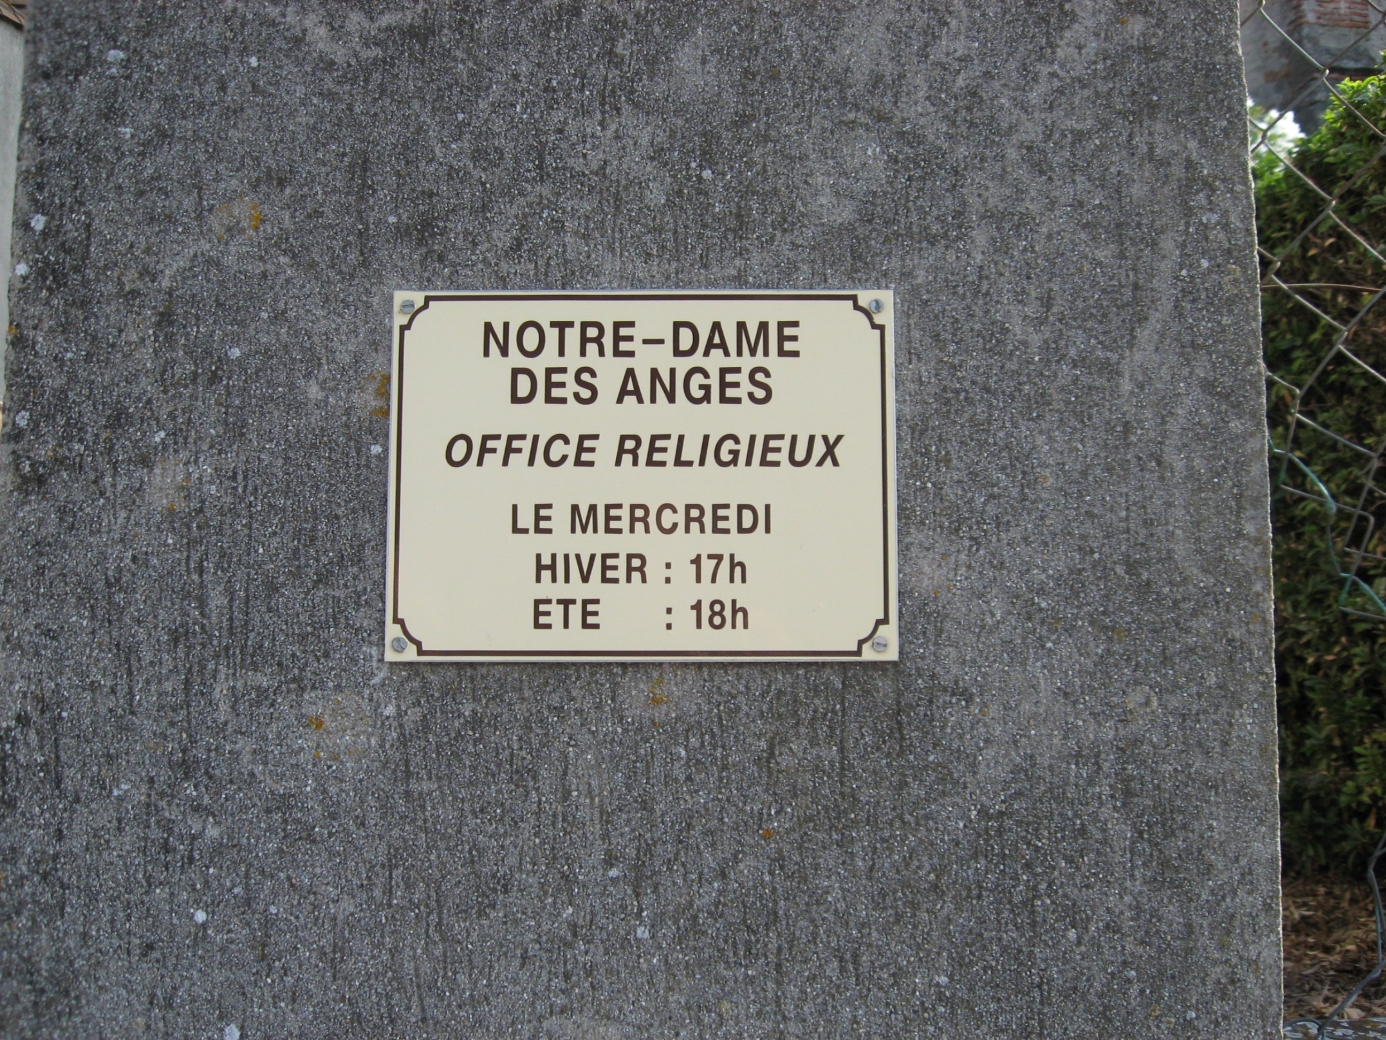 NOTRE-DAME
DES ANGES
OFFICE RELIGIEUX
LE MERCREDI
HIVER : 17h
ETE : 18h